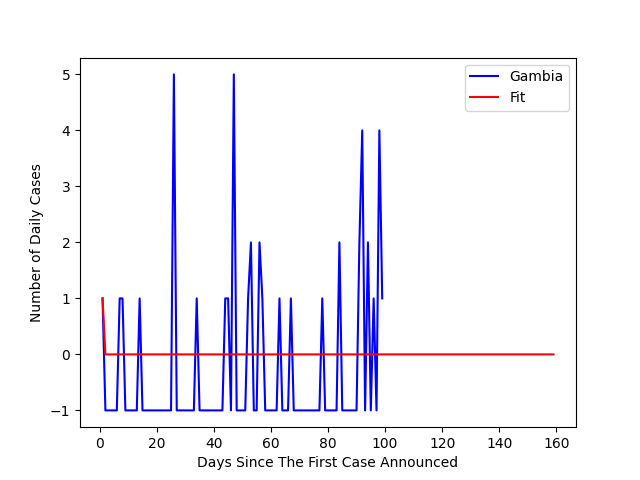 Gambia
Fit
Number of Daily Cases
5
4
3
2
1
0
−1
0 20 40 60 80 100 120 140 160
Days Since The First Case Announced